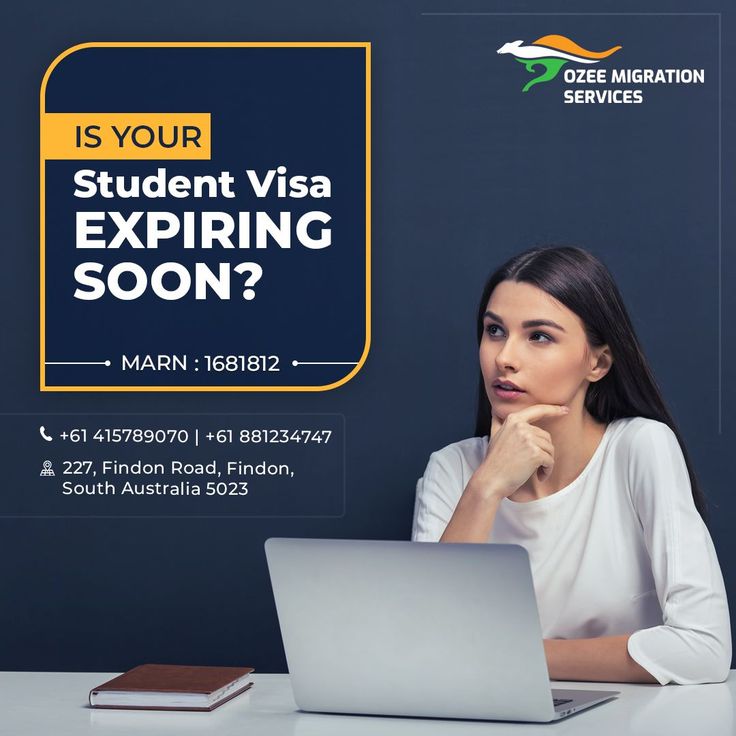 OZEE MIGRATION
SERVICES
IS YOUR
Student Visa
EXPIRING
SOON?
MARN : 1681812
+61 415789070 | +61 881234747
227, Findon Road, Findon,
South Australia 5023